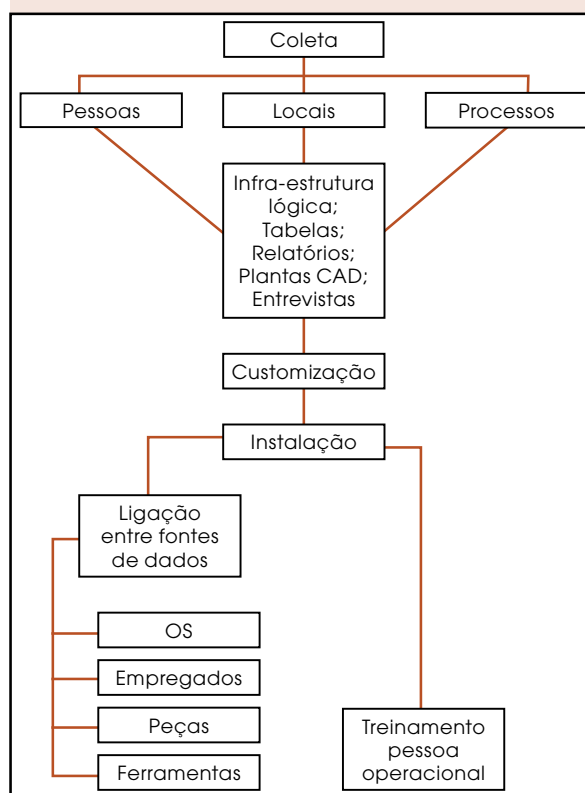 Coleta
Pessoas
Locais
Processos
Infra-estrutura
lógica;
Tabelas;
Relatórios;
Plantas CAD;
Entrevistas
Customização
Instalação
Ligação
entre fontes
de dados
OS
Empregados
Peças
Ferramentas
Treinamento
pessoa
operacional